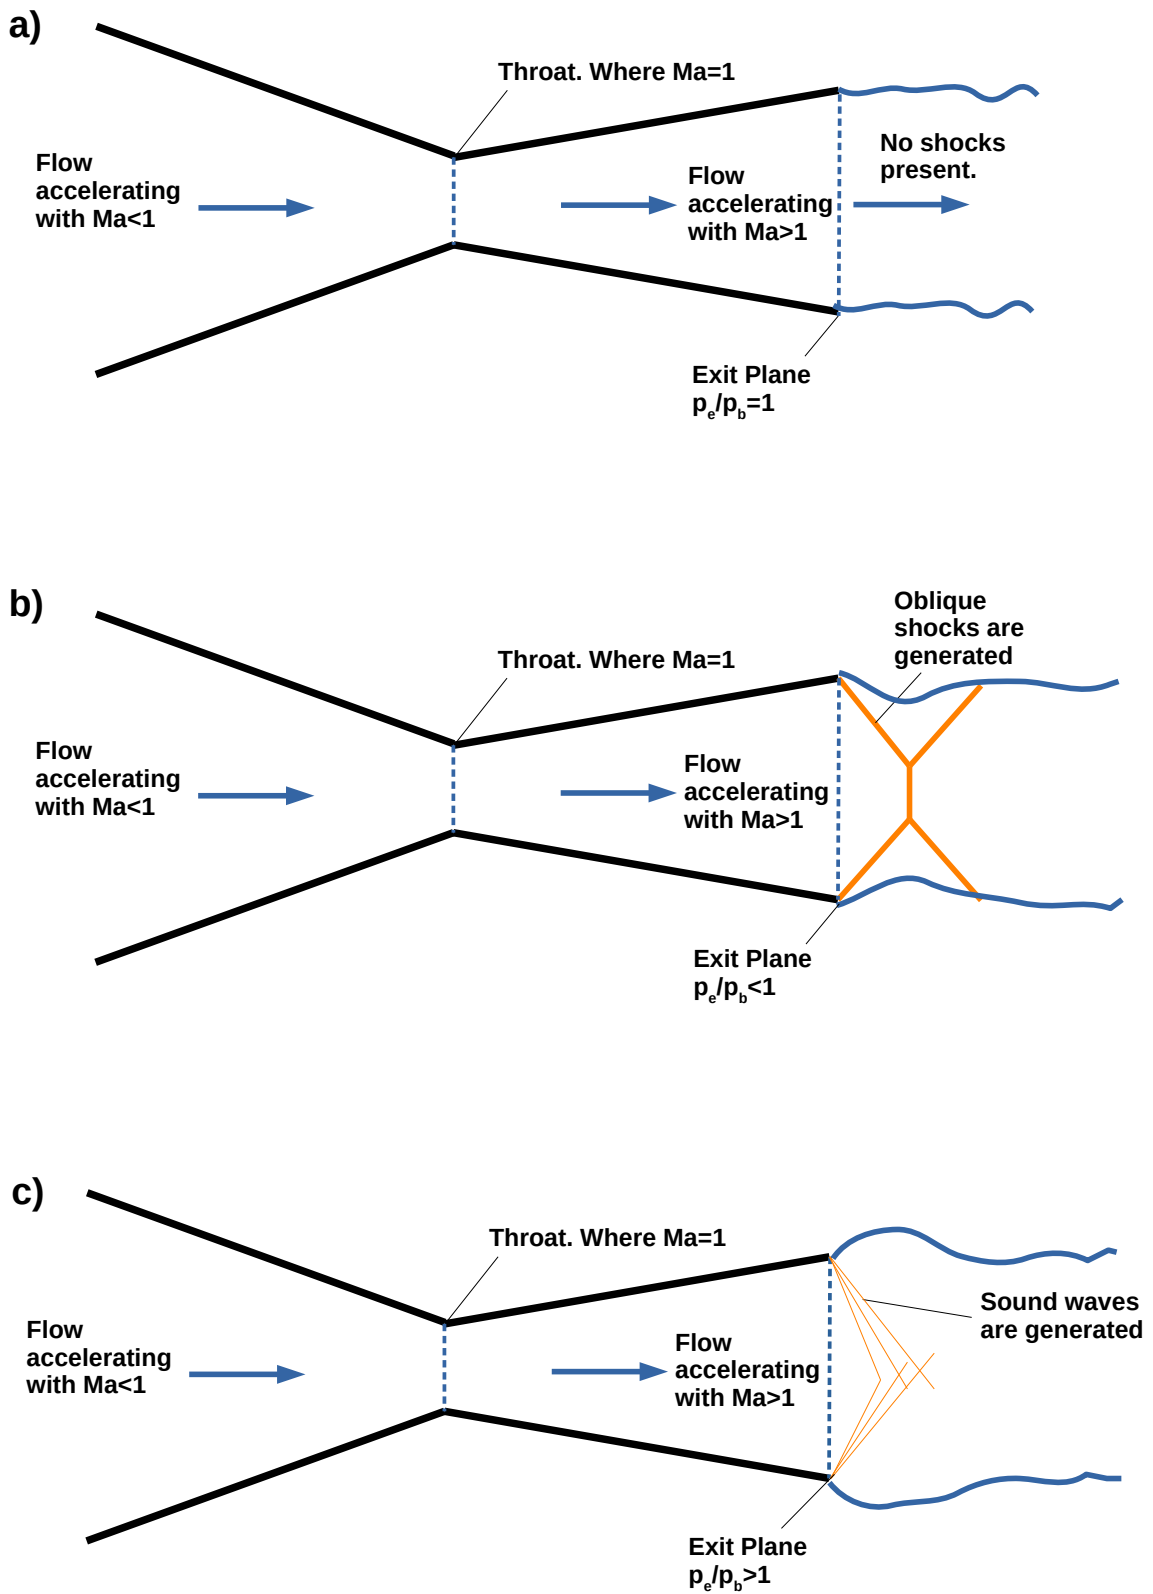 a)
Throat. Where Ma=1
Flow
accelerating
with Ma<1
Flow
accelerating
with Ma>1
No shocks
present.
Exit Plane
pe/pb=1
b)
Oblique
shocks are
generated
Throat. Where Ma=1
Flow
accelerating
with Ma<1
Flow
accelerating
with Ma>1
Exit Plane
pe/pb<1
c)
Throat. Where Ma=1
Sound waves
are generated
Flow
accelerating
with Ma<1
Flow
accelerating
with Ma>1
Exit Plane
pe/pb>1